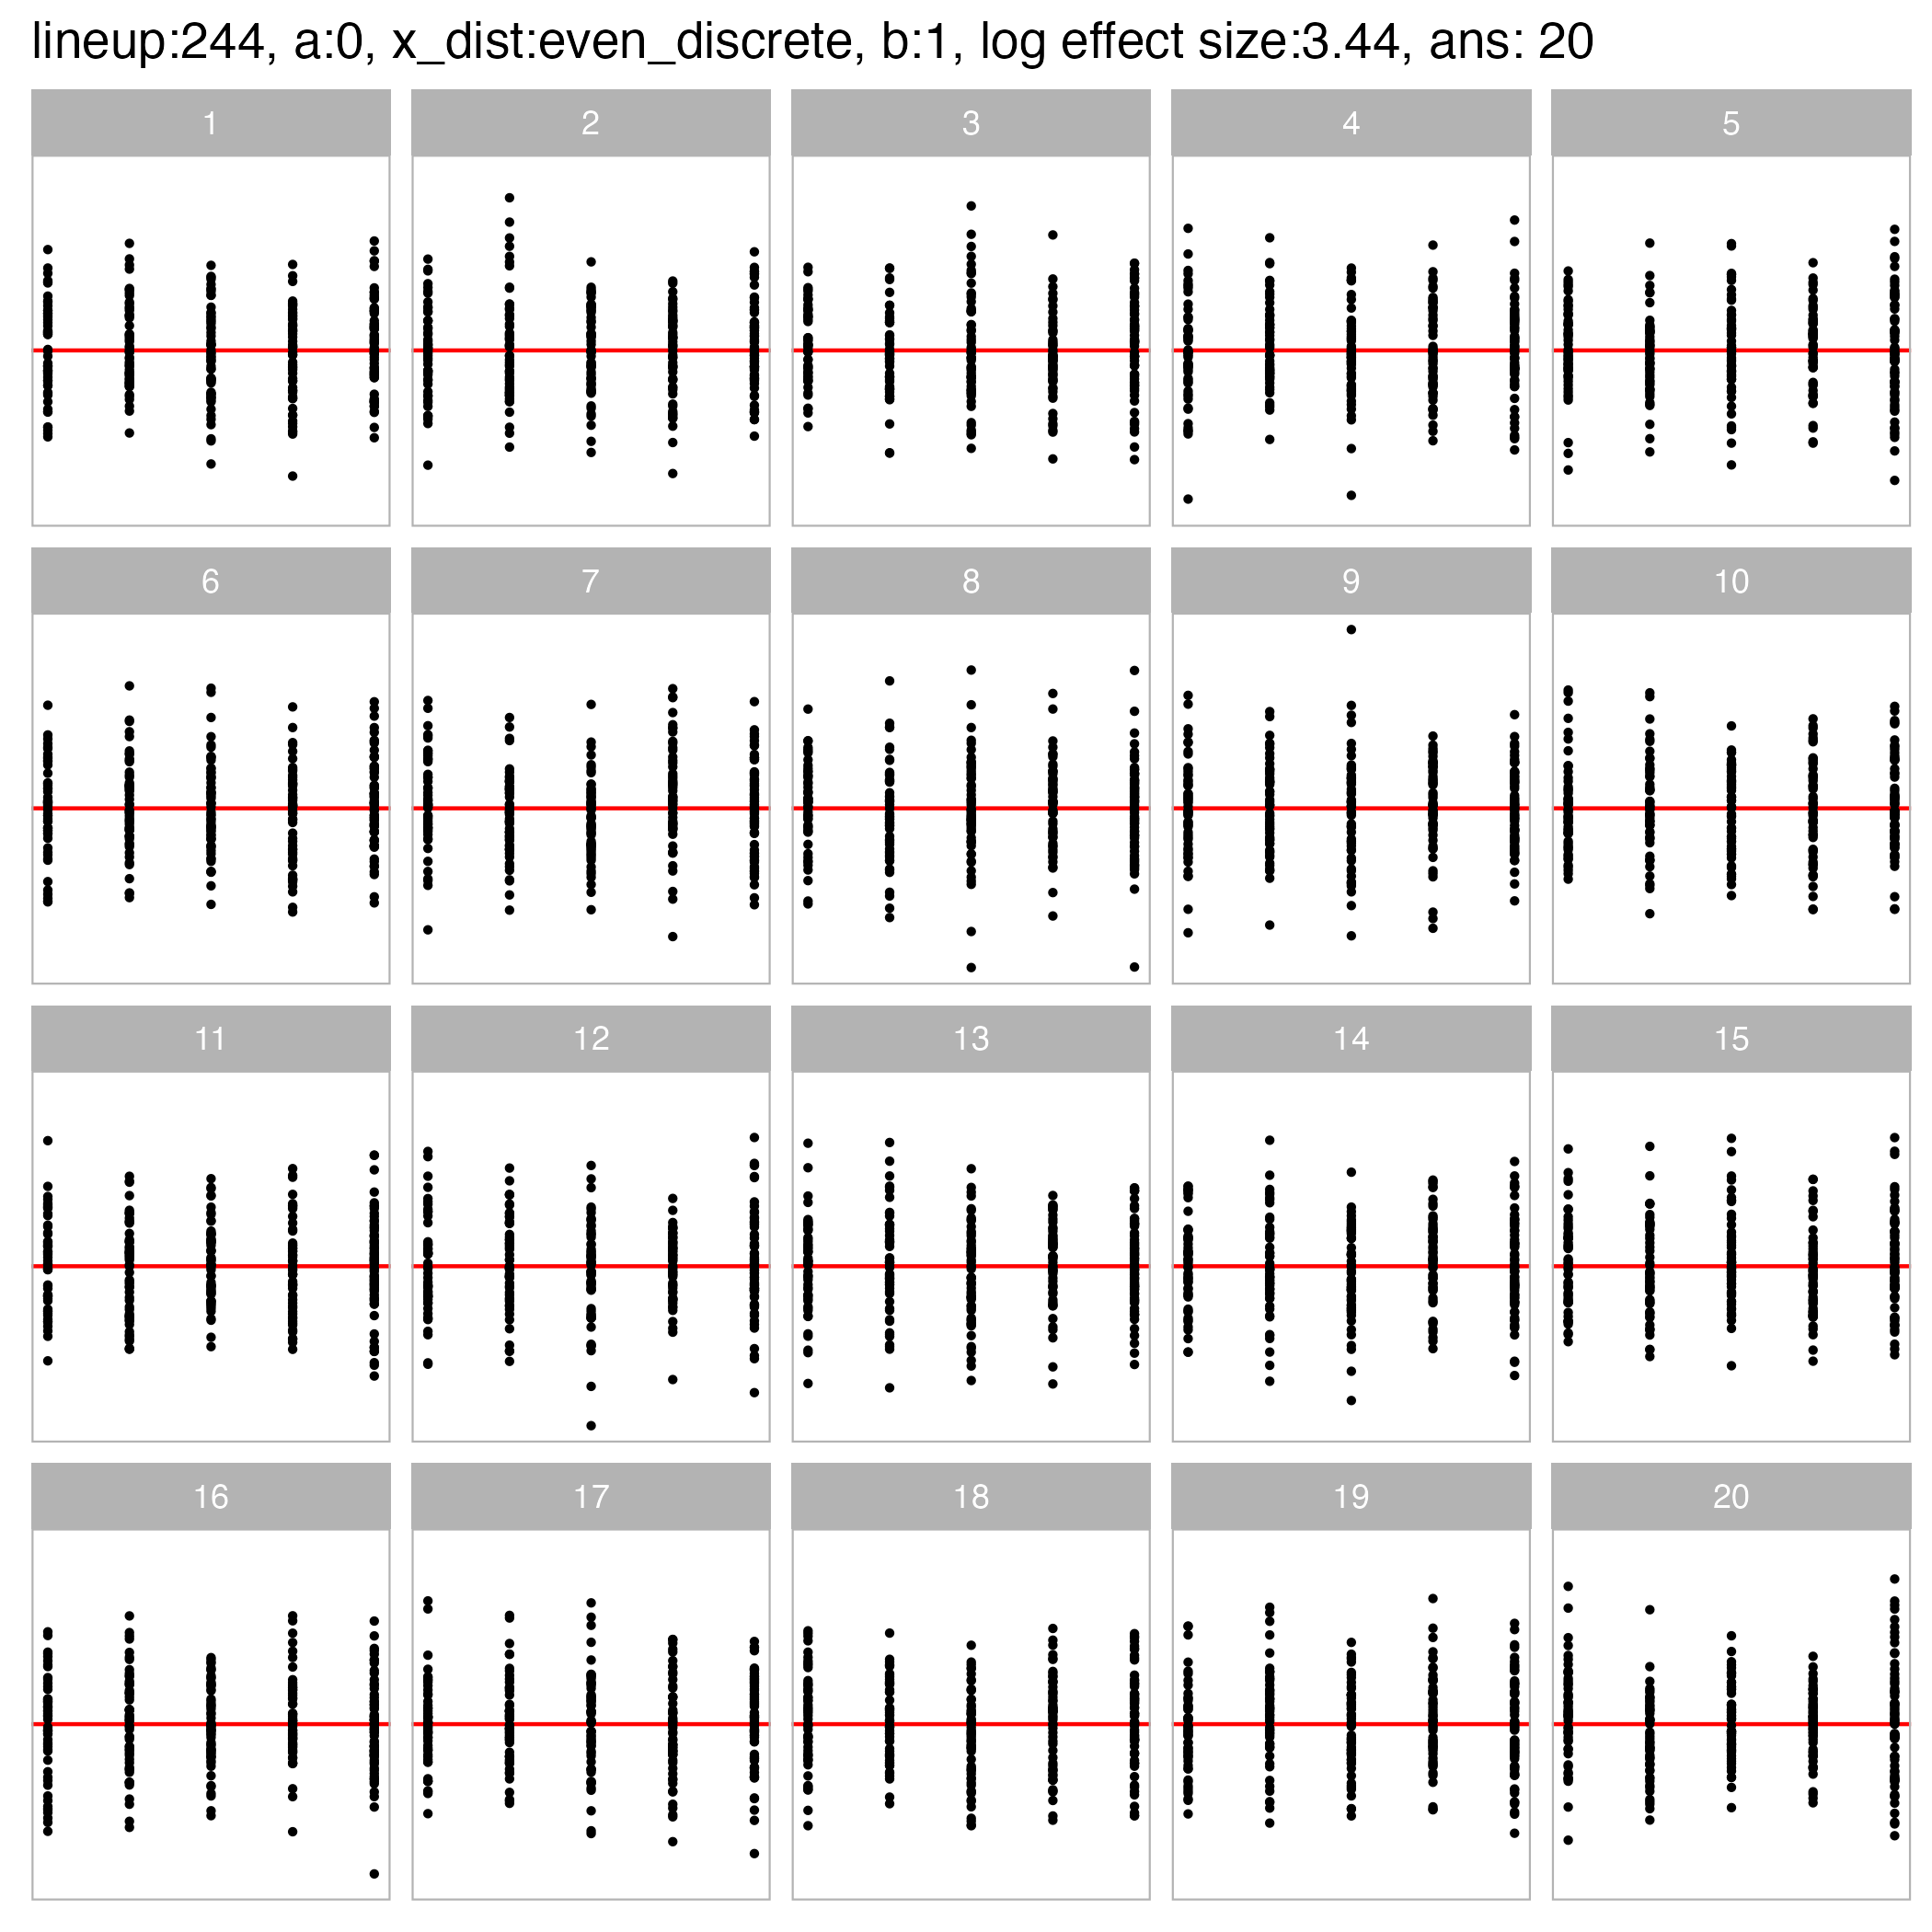 lineup:244, a:0, x_dist:even_discrete, b:1, log effect size:3.44, ans: 20
1 2 3 4 5
6 7 8 9 10
11 12 13 14 15
16 17 18 19 20